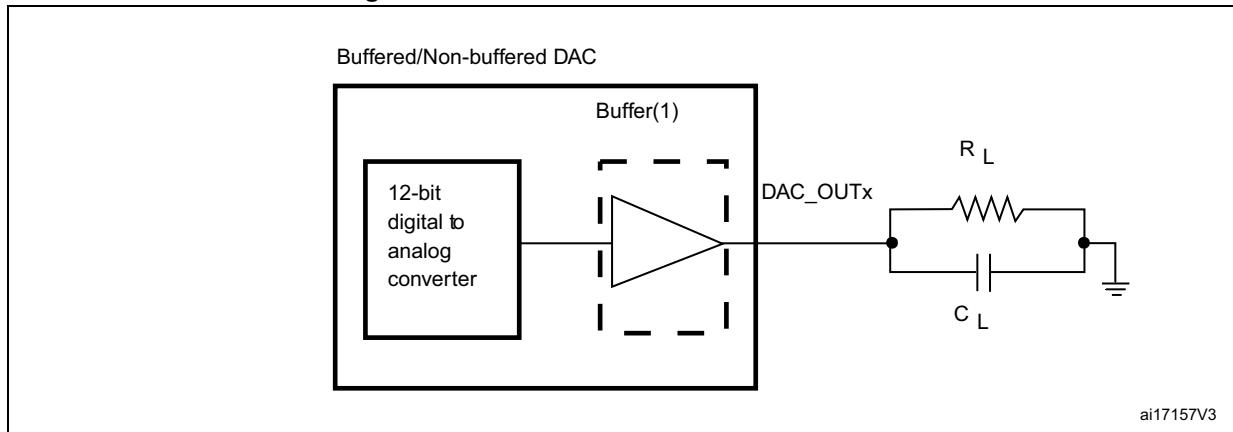 Buffered/Non-buffered DAC
Buffer(1)
12-bit
digital to
analog
converter
DAC_OUTx
R L
C L
ai17157V3